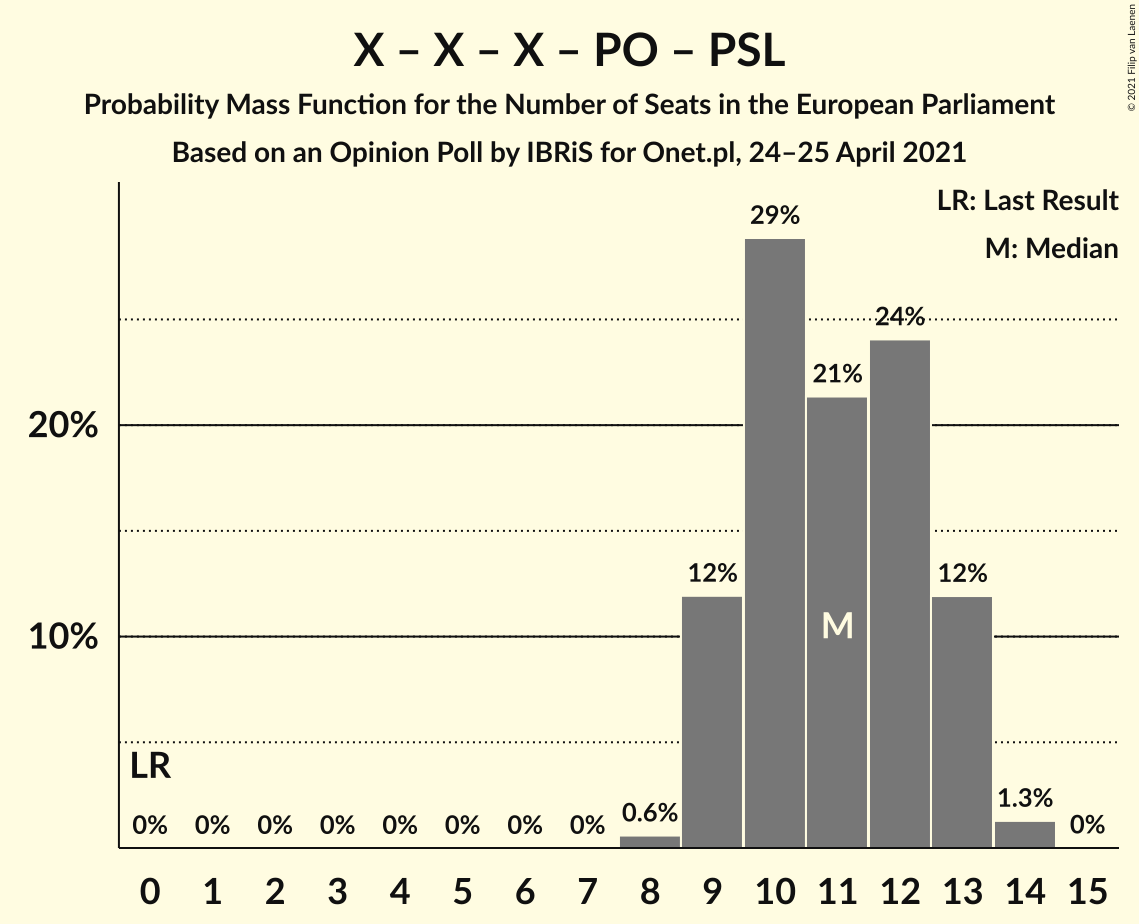 X – X – X – PO – PSL
Probability Mass Function for the Number of Seats in the European Parliament
Based on an Opinion Poll by IBRiS for Onet.pl, 24–25 April 2021
© 2021 Filip van Laenen
LR: Last Result
M: Median
29%
24%
21%
20%
12%
12%
M
10%
LR
1.3%
0.6%
0% 0% 0% 0% 0% 0% 0% 0% 0%
0 1 2 3 4 5 6 7 8 9 10 11 12 13 14 15